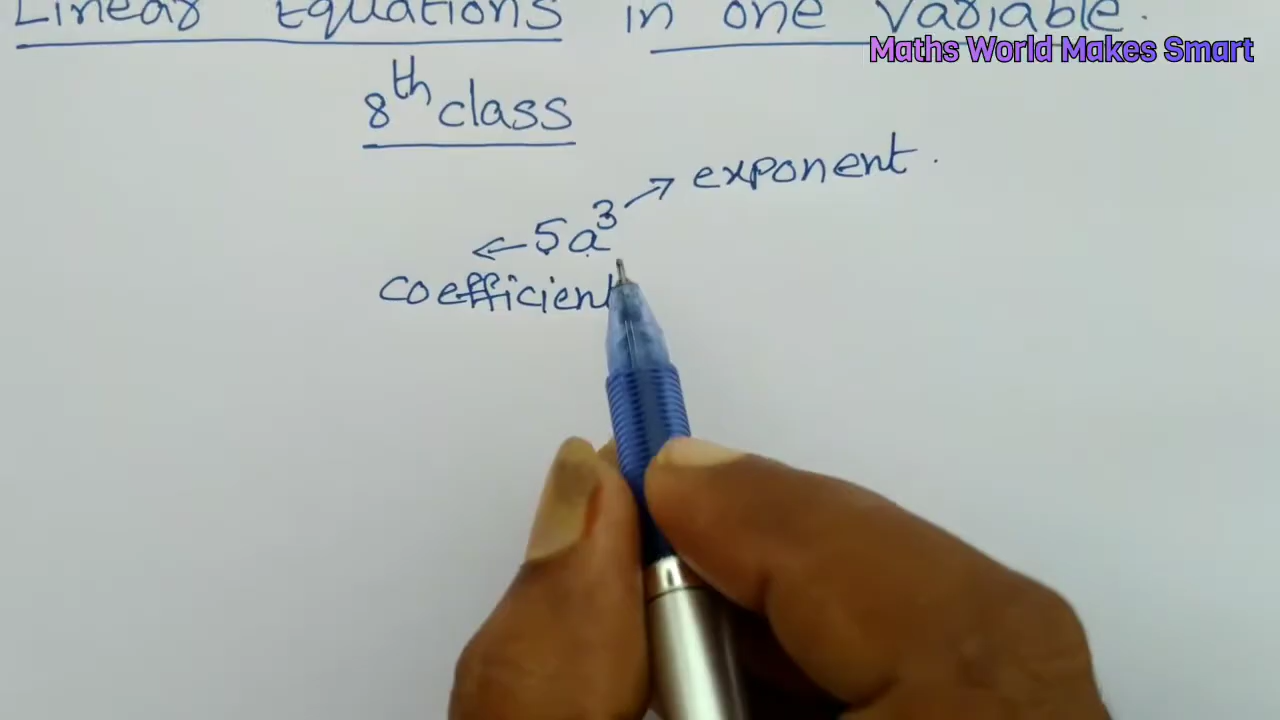 Linear Equations in one Variable.
Maths World Makes Smart
8th class
→ exponent.
← 5a³
coefficient